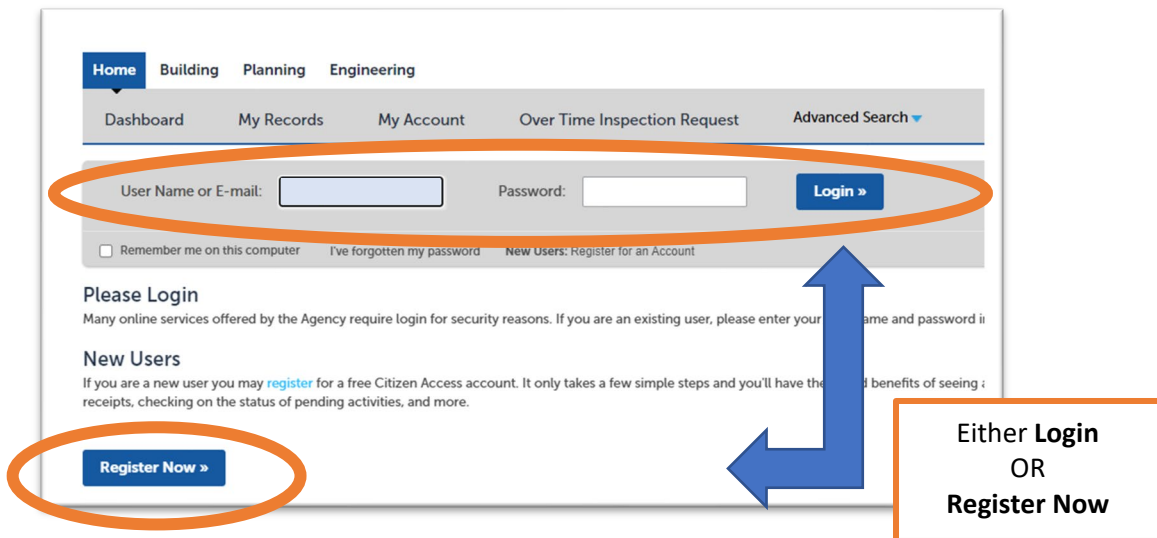 Home Building Planning Engineering
Dashboard My Records My Account Over Time Inspection Request Advanced Search
User Name or E-mail: Password: Login »
Remember me on this computer I've forgotten my password New Users: Register for an Account
Please Login
Many online services offered by the Agency require login for security reasons. If you are an existing user, please enter your ame and password
New Users
If you are a new user you may register for a free Citizen Access account. It only takes a few simple steps and you'll have the benefits of seeing
receipts, checking on the status of pending activities, and more.
Register Now »
Either Login
OR
Register Now